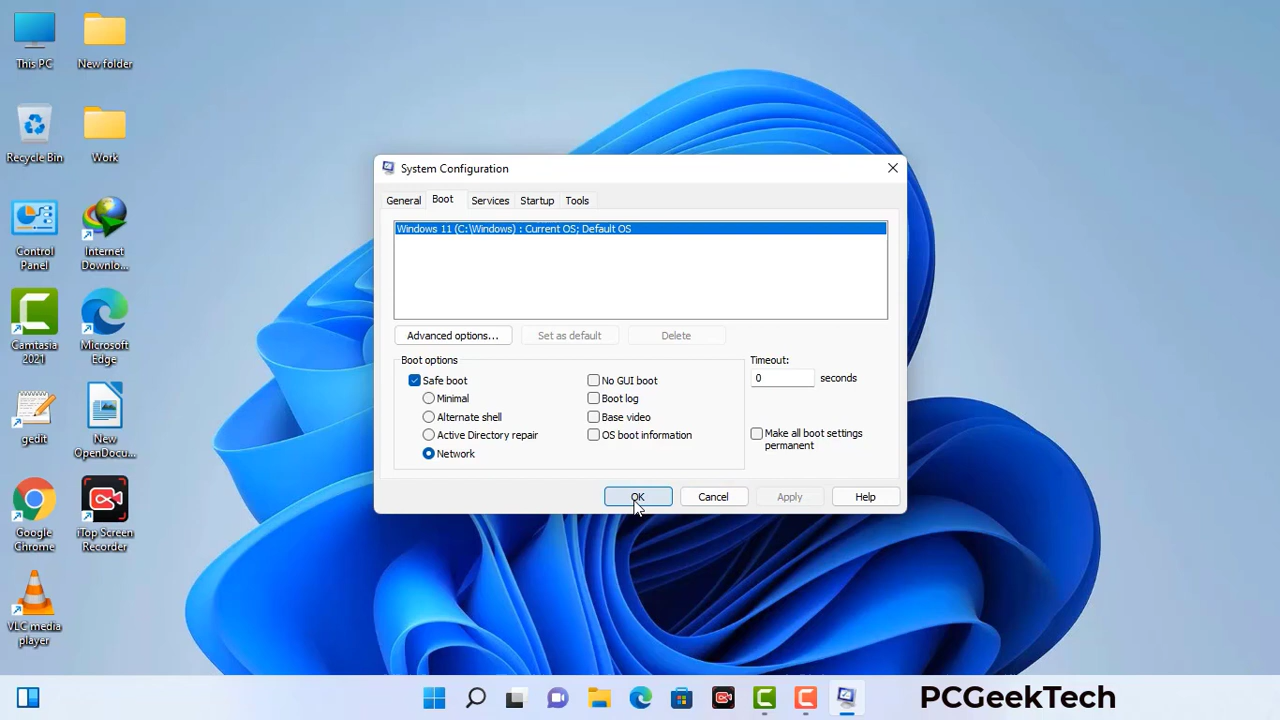 This PC
New folder
Recycle Bin
Work
Control
Panel
Internet
Downlo...
Camtasia
2021
Microsoft
Edge
gedit
New
OpenDocu...
Google
Chrome
iTop Screen
Recorder
VLC media
player
System Configuration
General
Boot
Services
Startup
Tools
Windows 11 (C:\Windows) : Current OS; Default OS
Advanced options...
Set as default
Delete
Boot options
Safe boot
Minimal
Alternate shell
Active Directory repair
Network
No GUI boot
Boot log
Base video
OS boot information
Timeout:
0 seconds
Make all boot settings
permanent
OK
Cancel
Apply
Help
PCGeekTech